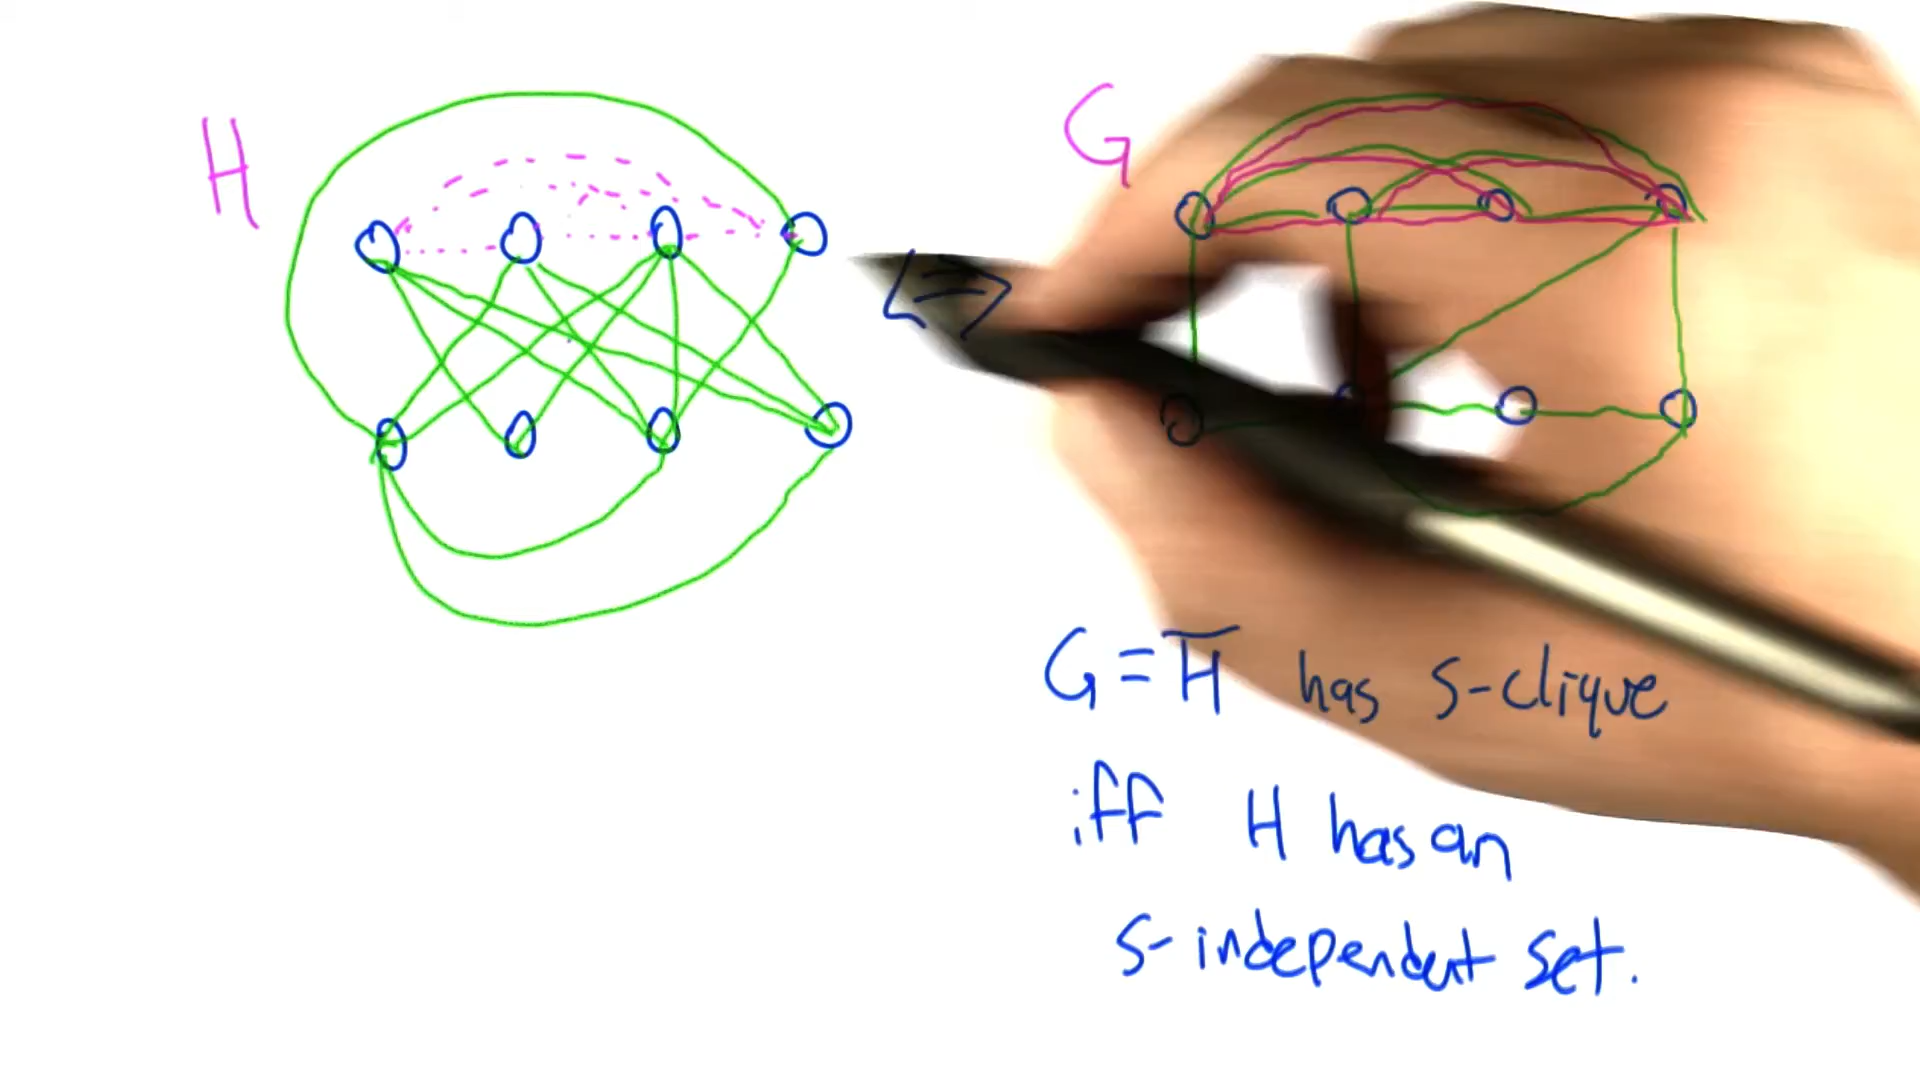 H
G
<=>
G = H̅ has s-clique
iff H has an
s-independent set.